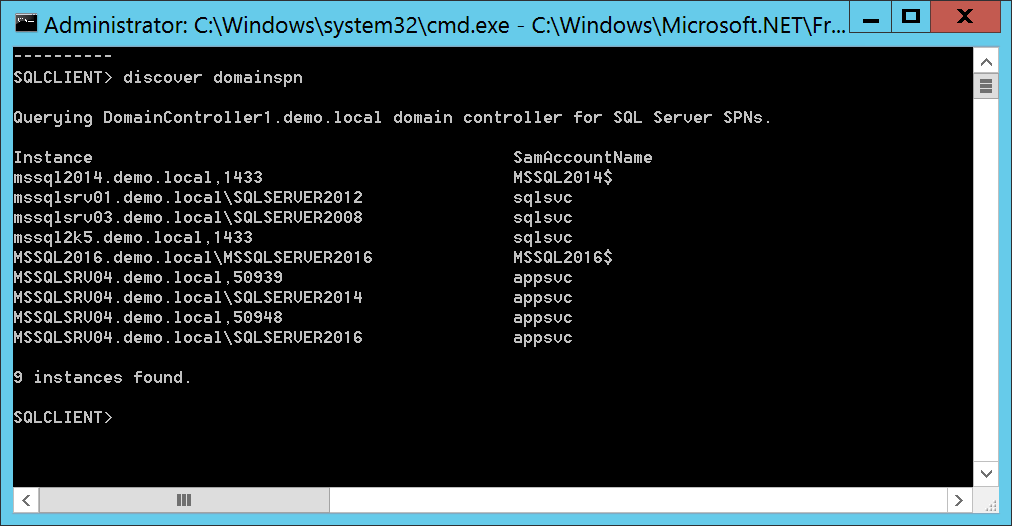 Administrator: C:\Windows\system32\cmd.exe - C:\Windows\Microsoft.NET\Fr...
----------
SQLCLIENT> discover domainspn
Querying DomainController1.demo.local domain controller for SQL Server SPNs.
Instance SamAccountName
mssql2014.demo.local,1433 MSSQL2014$
mssqlsrv01.demo.local\SQLSERVER2012 sqlsvc
mssqlsrv03.demo.local\SQLSERVER2008 sqlsvc
mssql2k5.demo.local,1433 sqlsvc
MSSQL2016.demo.local\MSSQLSERVER2016 MSSQL2016$
MSSQLSRV04.demo.local,50939 appsvc
MSSQLSRV04.demo.local\SQLSERVER2014 appsvc
MSSQLSRV04.demo.local,50948 appsvc
MSSQLSRV04.demo.local\SQLSERVER2016 appsvc
9 instances found.
SQLCLIENT>